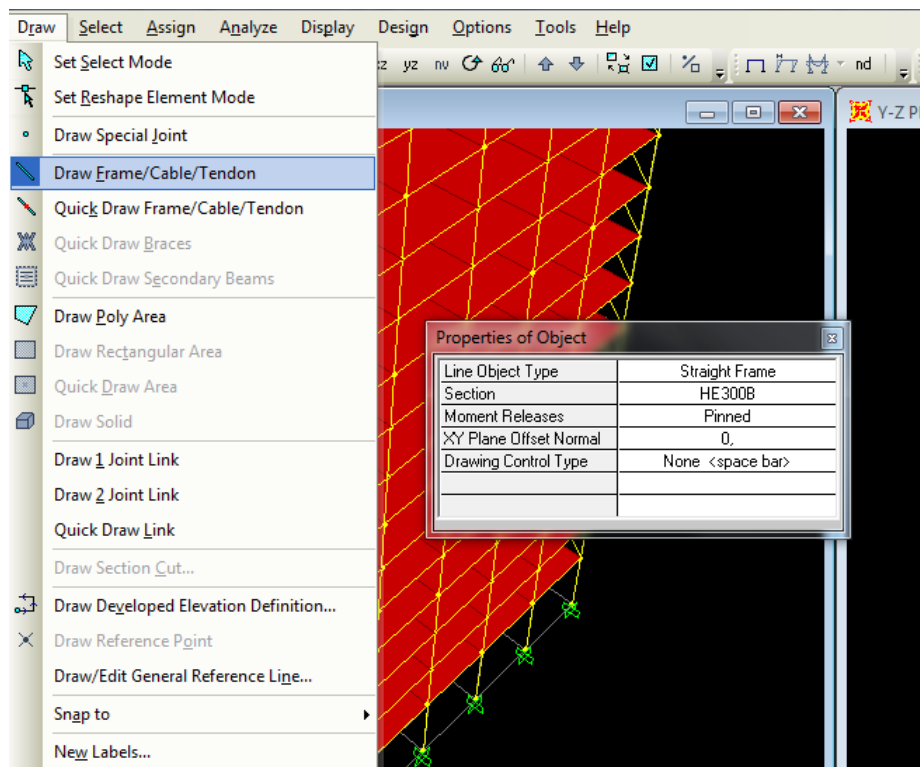 Draw Select Assign Analyze Display Design Options Tools Help
Set Select Mode
xz yz nv nd
Set Reshape Element Mode
Y-Z Pl
Draw Special Joint
Draw Frame/Cable/Tendon
Quick Draw Frame/Cable/Tendon
Quick Draw Braces
Quick Draw Secondary Beams
Draw Poly Area
Draw Rectangular Area
Quick Draw Area
Draw Solid
Draw 1 Joint Link
Draw 2 Joint Link
Quick Draw Link
Draw Section Cut...
Draw Developed Elevation Definition...
Draw Reference Point
Draw/Edit General Reference Line...
Snap to
New Labels...
Properties of Object
Line Object Type Straight Frame
Section HE300B
Moment Releases Pinned
XY Plane Offset Normal 0,
Drawing Control Type None <space bar>